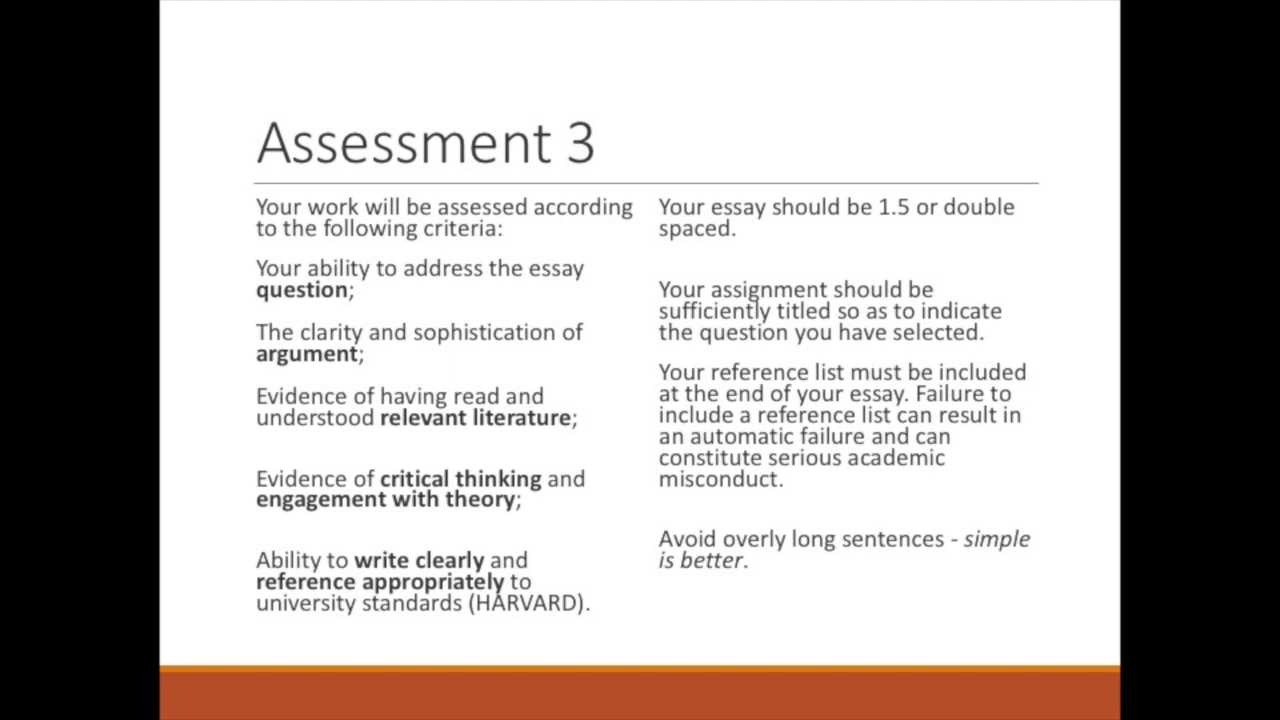 Assessment 3
Your work will be assessed according
to the following criteria:
Your ability to address the essay
question;
The clarity and sophistication of
argument;
Evidence of having read and
understood relevant literature;
Evidence of critical thinking and
engagement with theory;
Ability to write clearly and
reference appropriately to
university standards (HARVARD).
Your essay should be 1.5 or double
spaced.
Your assignment should be
sufficiently titled so as to indicate
the question you have selected.
Your reference list must be included
at the end of your essay. Failure to
include a reference list can result in
an automatic failure and can
constitute serious academic
misconduct.
Avoid overly long sentences - simple
is better.